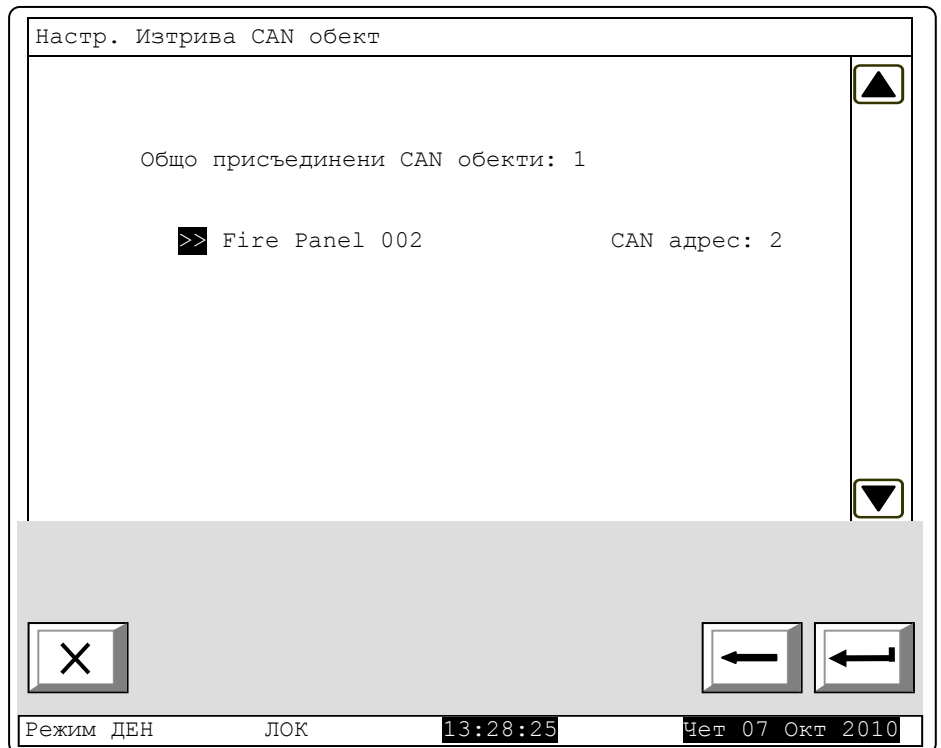 Настр. Изтрива CAN обект
Общо присъединени CAN обекти: 1
>> Fire Panel 002 CAN адрес: 2
Режим ДЕН ЛОК 13:28:25 Чет 07 Окт 2010